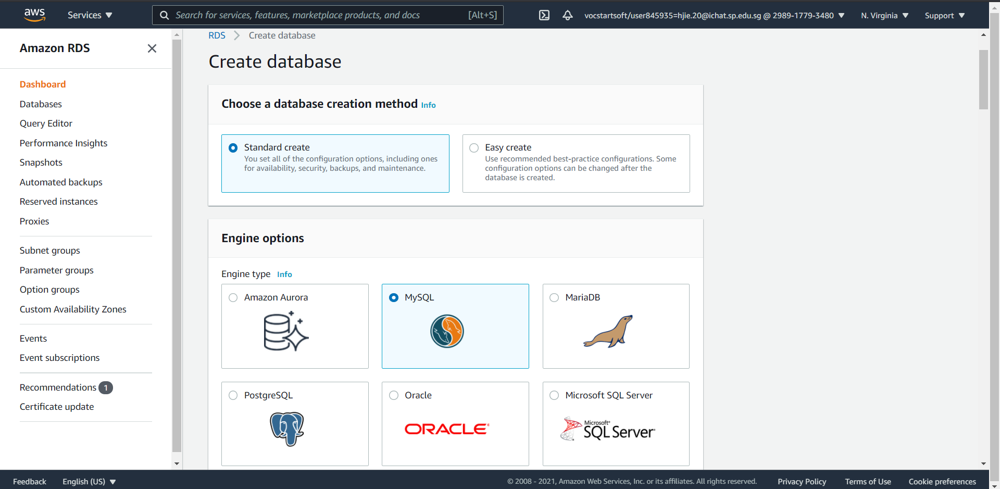 aws
Services
Search for services, features, marketplace products, and docs [Alt+S]
vocstartsoft/user845935=hjie.20@ichat.sp.edu.sg @ 2989-1779-3480
N. Virginia
Support
Amazon RDS
Dashboard
Databases
Query Editor
Performance Insights
Snapshots
Automated backups
Reserved instances
Proxies
Subnet groups
Parameter groups
Option groups
Custom Availability Zones
Events
Event subscriptions
Recommendations 1
Certificate update
RDS Create database
Create database
Choose a database creation method Info
Standard create
You set all of the configuration options, including ones
for availability, security, backups, and maintenance.
Easy create
Use recommended best-practice configurations. Some
configuration options can be changed after the
database is created.
Engine options
Engine type Info
Amazon Aurora
MySQL
MariaDB
PostgreSQL
Oracle
ORACLE®
Microsoft SQL Server
Microsoft®
SQL Server®
Feedback
English (US)
© 2008 - 2021, Amazon Web Services, Inc. or its affiliates. All rights reserved.
Privacy Policy
Terms of Use
Cookie preferences